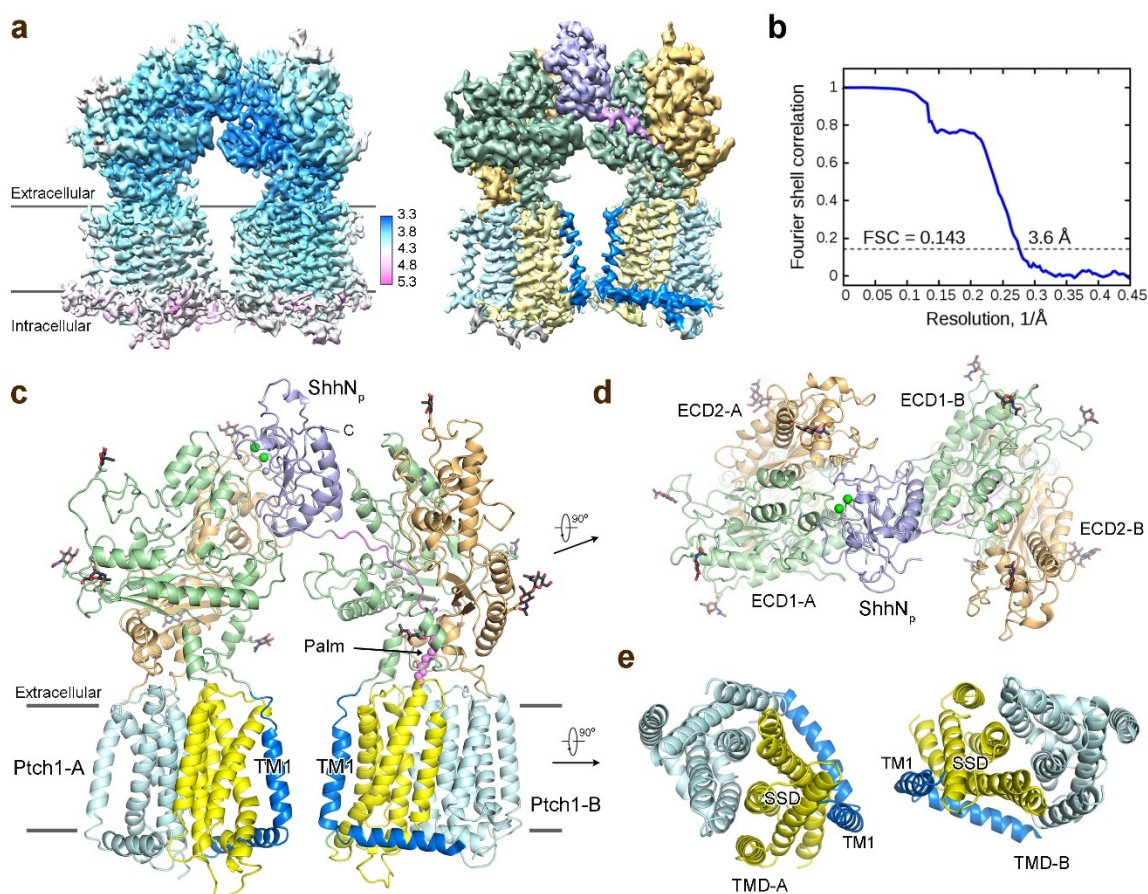 a
Extracellular
Intracellular
3.3
3.8
4.3
4.8
5.3
b
Fourier shell correlation
1
0.8
0.6
0.4
0.2
0
FSC = 0.143
3.6 Å
0 0.05 0.1 0.15 0.2 0.25 0.3 0.35 0.4 0.45
Resolution, 1/Å
c
ShhNp
C
90°
Palm
Extracellular
90°
Ptch1-A
TM1
TM1
Ptch1-B
d
ECD2-A
ECD1-B
ECD2-B
ECD1-A
ShhNp
e
TM1
SSD
SSD
TM1
TMD-A
TMD-B